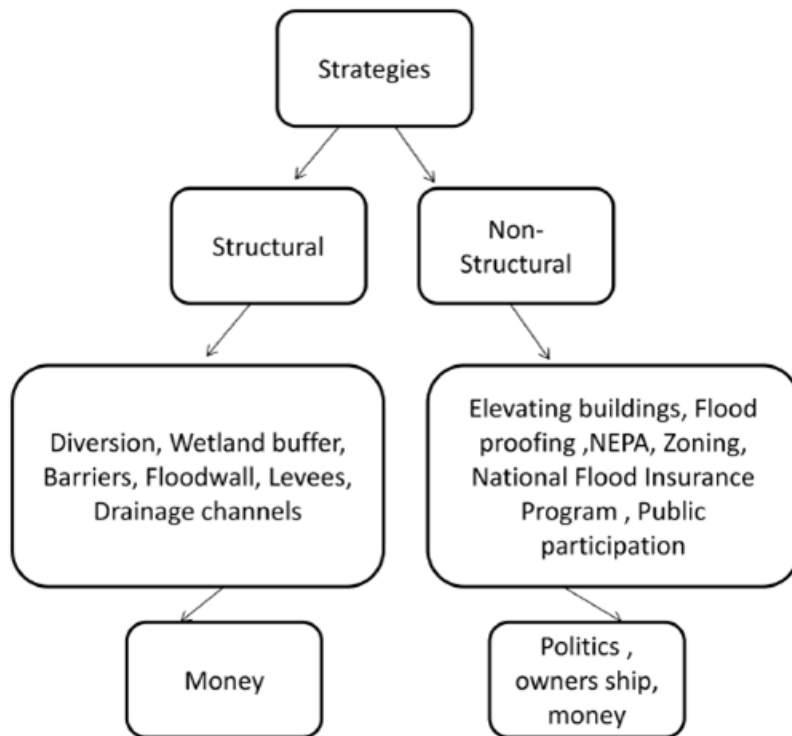 Strategies
Structural
Non-
Structural
Diversion, Wetland buffer,
Barriers, Floodwall, Levees,
Drainage channels
Elevating buildings, Flood
proofing ,NEPA, Zoning,
National Flood Insurance
Program , Public
participation
Money
Politics ,
owners ship,
money